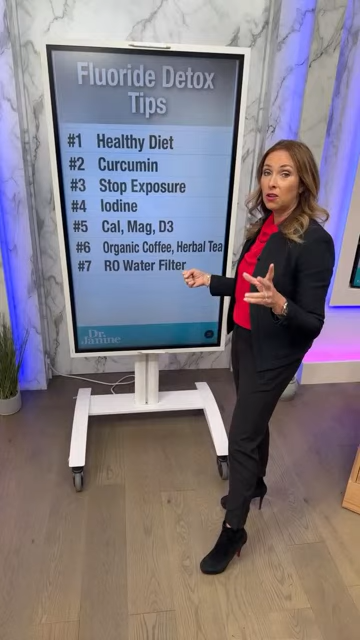 Fluoride Detox
Tips
#1 Healthy Diet
#2 Curcumin
#3 Stop Exposure
#4 Iodine
#5 Cal, Mag, D3
#6 Organic Coffee, Herbal Tea
#7 RO Water Filter
Dr.
Janine